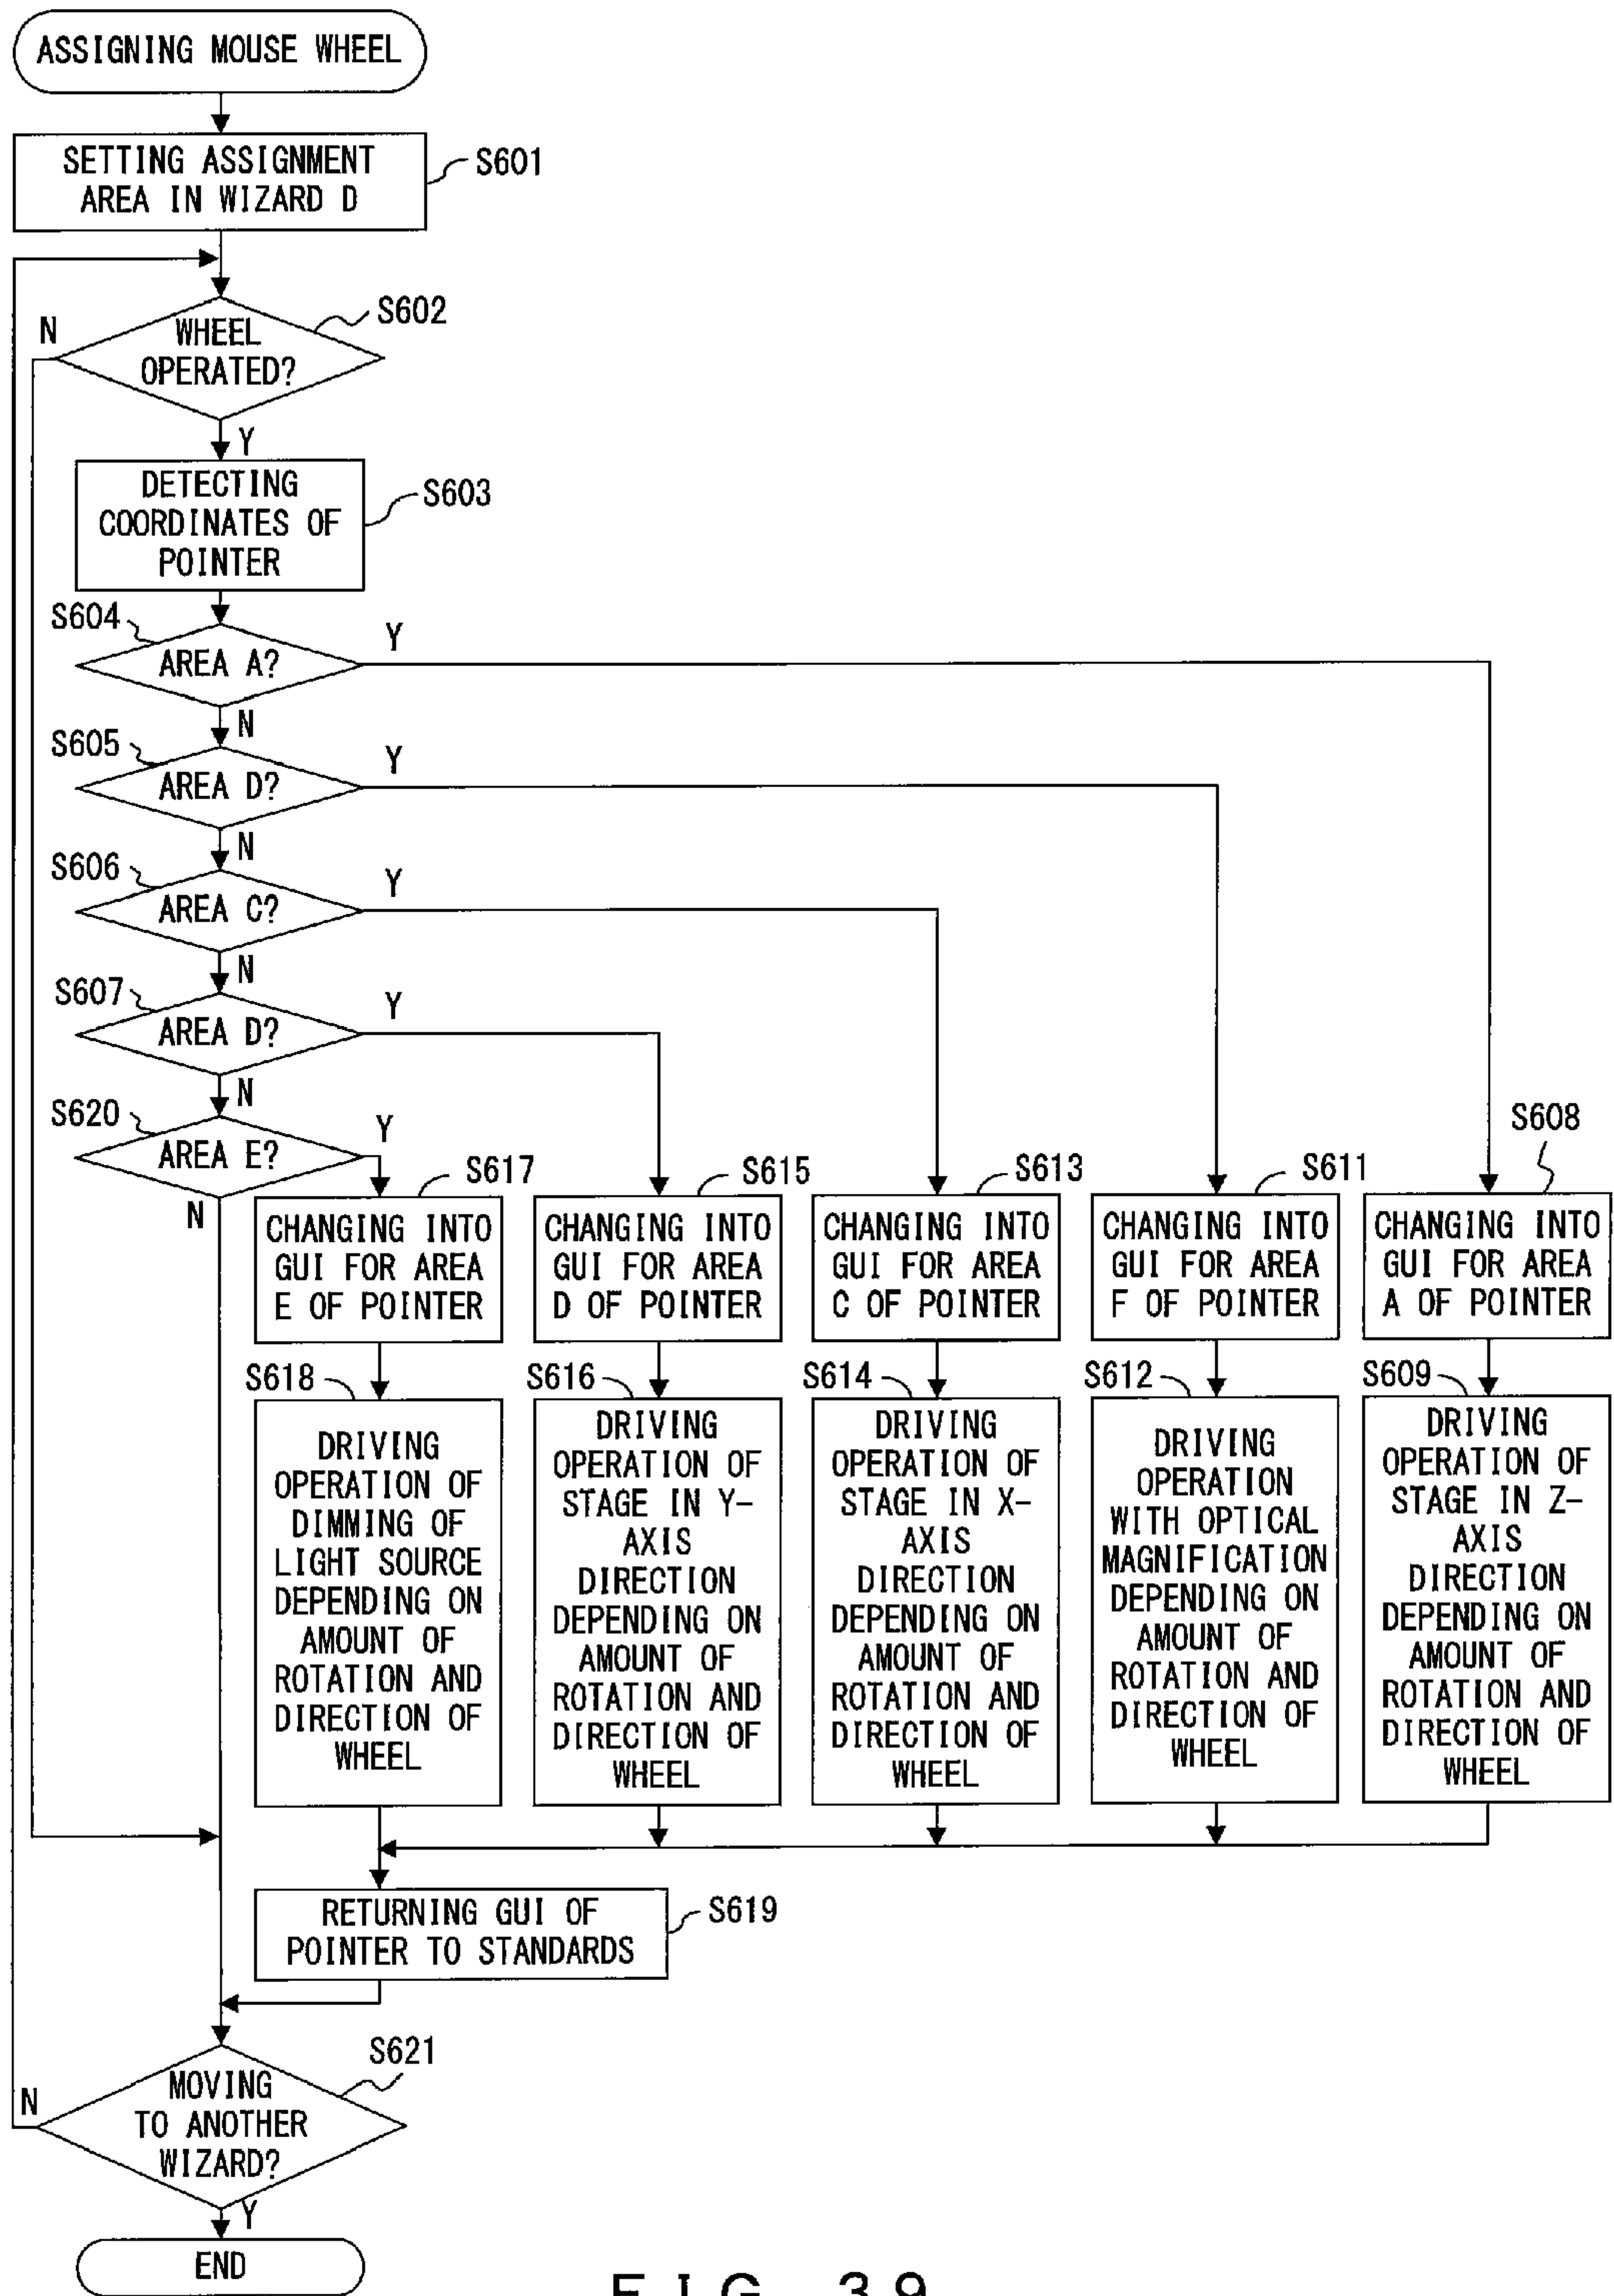 ASSIGNING MOUSE WHEEL
SETTING ASSIGNMENT
AREA IN WIZARD D
S601
WHEEL
OPERATED?
S602
N
Y
DETECTING
COORDINATES OF
POINTER
S603
S604
AREA A?
Y
N
S605
AREA D?
Y
N
S606
AREA C?
Y
N
S607
AREA D?
Y
N
S620
AREA E?
Y
N
S617
CHANGING INTO
GUI FOR AREA
E OF POINTER
S615
CHANGING INTO
GUI FOR AREA
D OF POINTER
S613
CHANGING INTO
GUI FOR AREA
C OF POINTER
S611
CHANGING INTO
GUI FOR AREA
F OF POINTER
S608
CHANGING INTO
GUI FOR AREA
A OF POINTER
S618
DRIVING
OPERATION OF
DIMMING OF
LIGHT SOURCE
DEPENDING ON
AMOUNT OF
ROTATION AND
DIRECTION OF
WHEEL
S616
DRIVING
OPERATION OF
STAGE IN Y-
AXIS
DIRECTION
DEPENDING ON
AMOUNT OF
ROTATION AND
DIRECTION OF
WHEEL
S614
DRIVING
OPERATION OF
STAGE IN X-
AXIS
DIRECTION
DEPENDING ON
AMOUNT OF
ROTATION AND
DIRECTION OF
WHEEL
S612
DRIVING
OPERATION
WITH OPTICAL
MAGNIFICATION
DEPENDING ON
AMOUNT OF
ROTATION AND
DIRECTION OF
WHEEL
S609
DRIVING
OPERATION OF
STAGE IN Z-
AXIS
DIRECTION
DEPENDING ON
AMOUNT OF
ROTATION AND
DIRECTION OF
WHEEL
RETURNING GUI OF
POINTER TO STANDARDS
S619
S621
MOVING
TO ANOTHER
WIZARD?
N
Y
END
FIG. 39